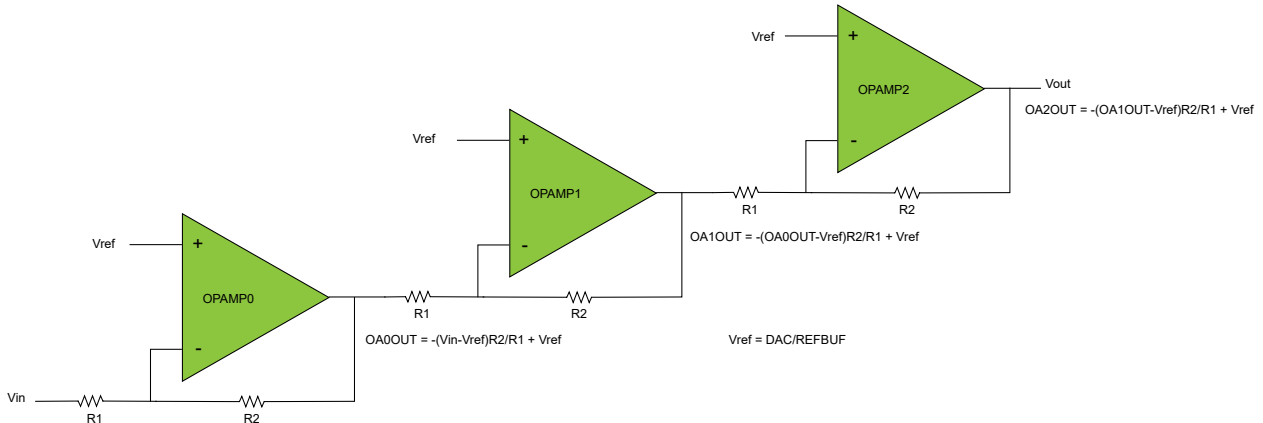 Vref
+
OPAMP2
-
Vout
OA2OUT = -(OA1OUT-Vref)R2/R1 + Vref
R1
R2
Vref
+
OPAMP1
-
OA1OUT = -(OA0OUT-Vref)R2/R1 + Vref
R1
R2
Vref
+
OPAMP0
-
OA0OUT = -(Vin-Vref)R2/R1 + Vref
Vref = DAC/REFBUF
Vin
R1
R2